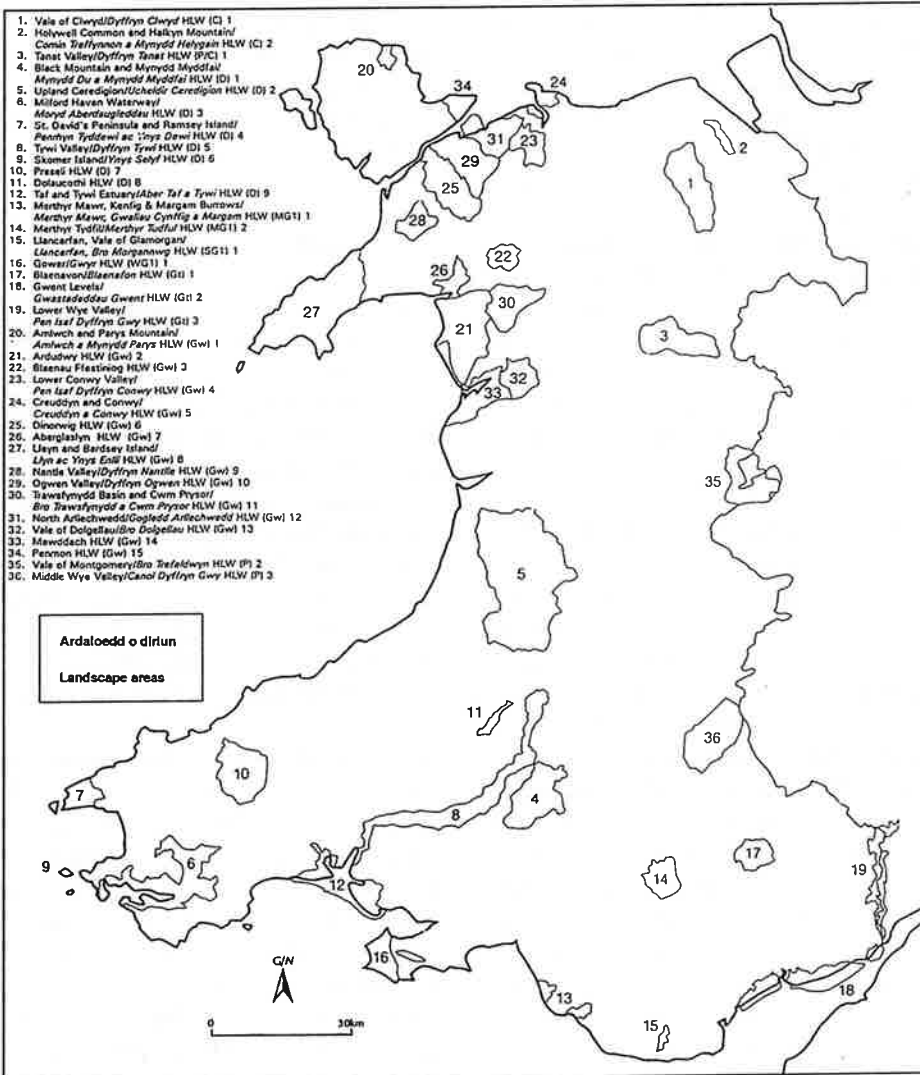 1. Vale of Clwyd/Dyffryn Clwyd HLW (C) 1
2. Holywell Common and Halkyn Mountain/
Comin Treffynnon a Mynydd Helygain HLW (C) 2
3. Tanat Valley/Dyffryn Tanat HLW (P/C) 1
4. Black Mountain and Mynydd Myddfai/
Mynydd Du a Mynydd Myddfai HLW (D) 1
5. Upland Ceredigion/Ucheldir Ceredigion HLW (D) 2
6. Milford Haven Waterway/
Moryd Aberdaugleddau HLW (D) 3
7. St. David's Peninsula and Ramsey Island/
Penrhyn Tyddewi ac Ynys Dewi HLW (D) 4
8. Tywi Valley/Dyffryn Tywi HLW (D) 5
9. Skomer Island/Ynys Selyf HLW (D) 6
10. Preseli HLW (D) 7
11. Dolaucothi HLW (D) 8
12. Taf and Tywi Estuary/Aber Taf a Tywi HLW (D) 9
13. Merthyr Mawr, Kenfig & Margam Burrows/
Merthyr Mawr, Gwaliau Cynffig a Margam HLW (MG1) 1
14. Merthyr Tydfil/Merthyr Tudful HLW (MG1) 2
15. Llancarfan, Vale of Glamorgan/
Llancarfan, Bro Morgannwg HLW (SG1) 1
16. Gower/Gwyr HLW (WG1) 1
17. Blaenavon/Blaenafon HLW (Gt) 1
18. Gwent Levels/
Gwastadeddau Gwent HLW (Gt) 2
19. Lower Wye Valley/
Pen Isaf Dyffryn Gwy HLW (Gt) 3
20. Amlwch and Parys Mountain/
Amlwch a Mynydd Parys HLW (Gw) 1
21. Ardudwy HLW (Gw) 2
22. Blaenau Ffestiniog HLW (Gw) 3
23. Lower Conwy Valley/
Pen Isaf Dyffryn Conwy HLW (Gw) 4
24. Creuddyn and Conwy/
Creuddyn a Conwy HLW (Gw) 5
25. Dinorwig HLW (Gw) 6
26. Aberglaslyn HLW (Gw) 7
27. Lleyn and Bardsey Island/
Llyn ac Ynys Enlli HLW (Gw) 8
28. Nantlle Valley/Dyffryn Nantlle HLW (Gw) 9
29. Ogwen Valley/Dyffryn Ogwen HLW (Gw) 10
30. Trawsfynydd Basin and Cwm Prysor/
Bro Trawsfynydd a Cwm Prysor HLW (Gw) 11
31. North Arllechwedd/Gogledd Arllechwedd HLW (Gw) 12
32. Vale of Dolgellau/Bro Dolgellau HLW (Gw) 13
33. Mawddach HLW (Gw) 14
34. Penmon HLW (Gw) 15
35. Vale of Montgomery/Bro Trefaldwyn HLW (P) 2
36. Middle Wye Valley/Canol Dyffryn Gwy HLW (P) 3
Ardaloedd o dirlun
Landscape areas
20
34
24
31
23
2
29
1
25
28
22
26
30
27
21
3
32
33
35
5
11
36
10
7
4
8
9
6
17
19
14
12
16
18
13
15
G/N
0
30km